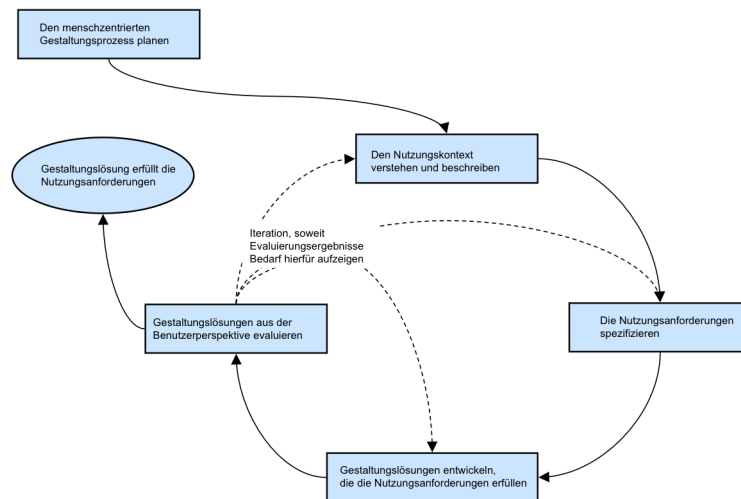 Den menschzentrierten
Gestaltungsprozess planen
Den Nutzungskontext
verstehen und beschreiben
Gestaltungslösung erfüllt die
Nutzungsanforderungen
Iteration, soweit
Evaluierungsergebnisse
Bedarf hierfür aufzeigen
Gestaltungslösungen aus der
Benutzerperspektive evaluieren
Die Nutzungsanforderungen
spezifizieren
Gestaltungslösungen entwickeln,
die die Nutzungsanforderungen erfüllen